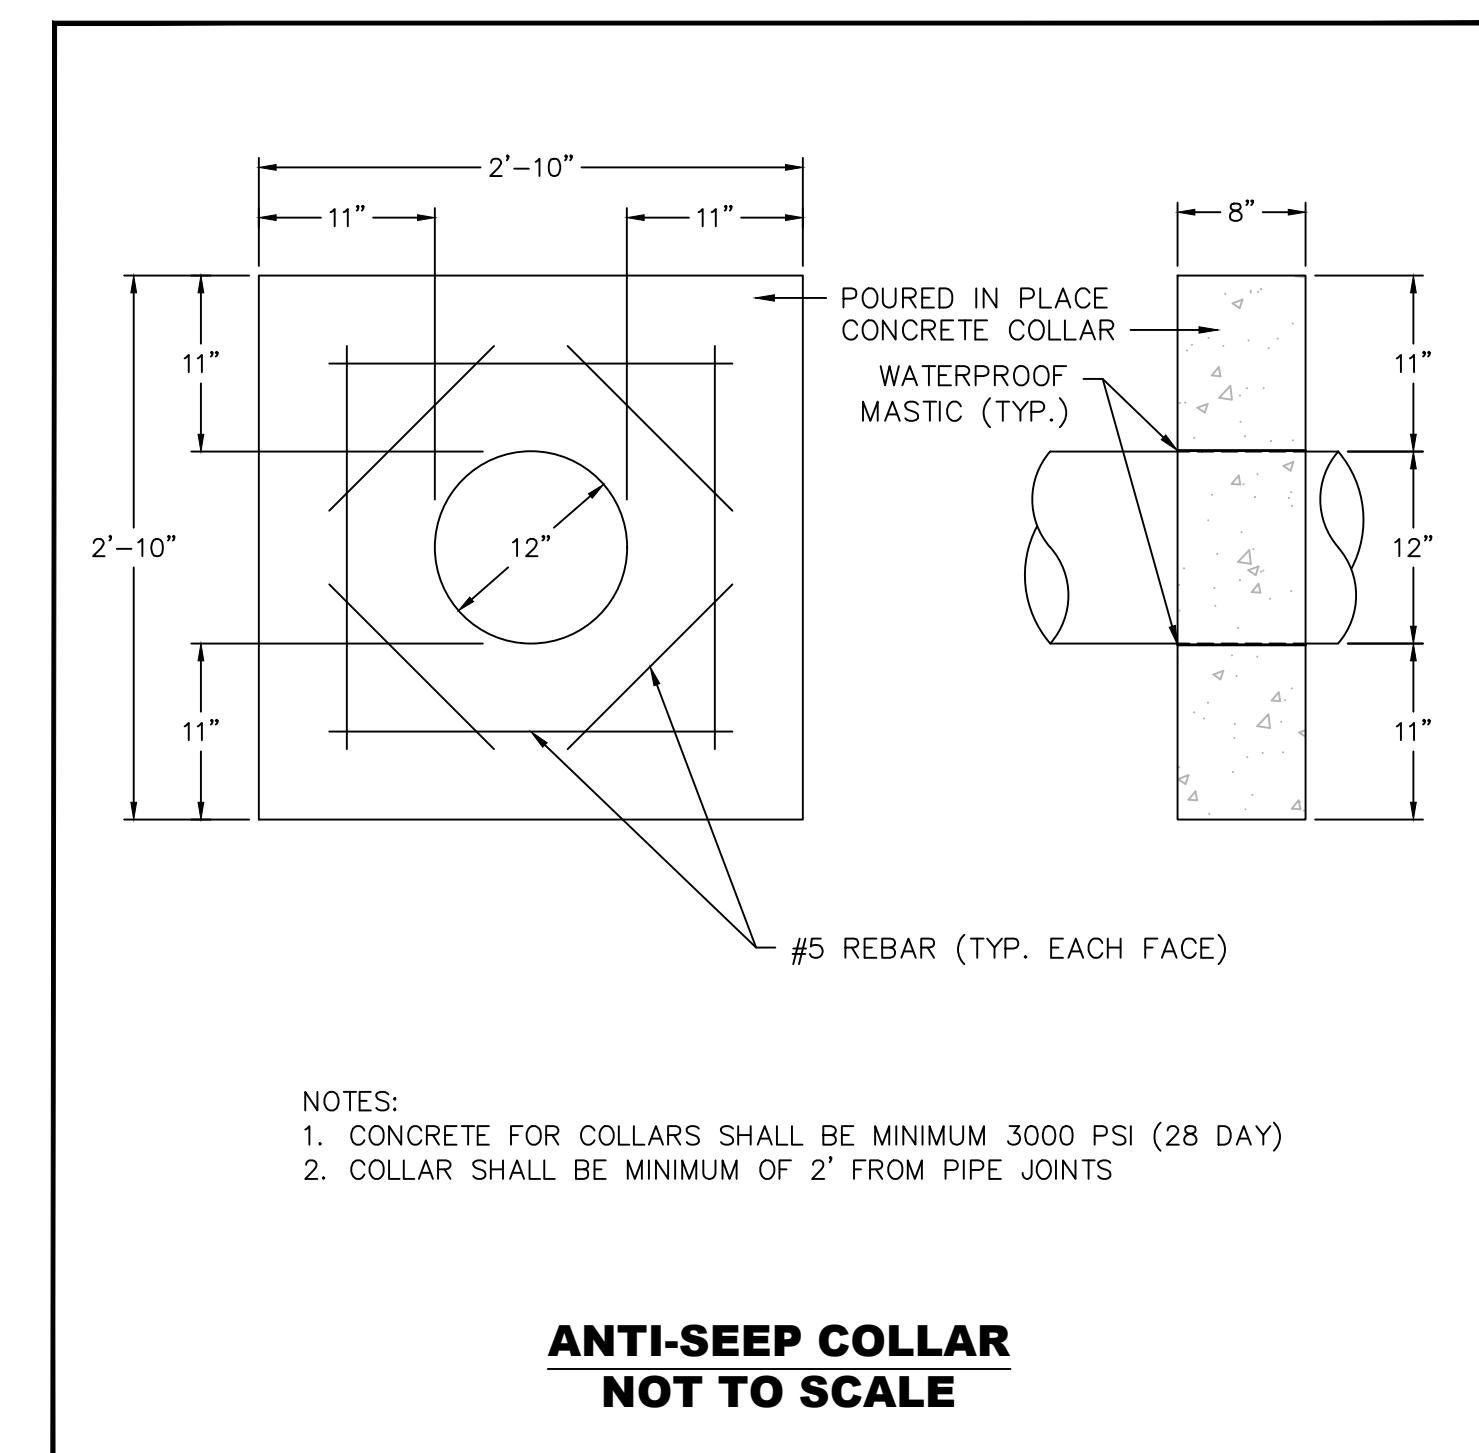 2'-10"
11" 11" 8"
POURED IN PLACE
CONCRETE COLLAR
11" 11"
WATERPROOF
MASTIC (TYP.)
2'-10" 12" 12"
11" 11"
#5 REBAR (TYP. EACH FACE)
NOTES:
1. CONCRETE FOR COLLARS SHALL BE MINIMUM 3000 PSI (28 DAY)
2. COLLAR SHALL BE MINIMUM OF 2' FROM PIPE JOINTS
ANTI-SEEP COLLAR
NOT TO SCALE